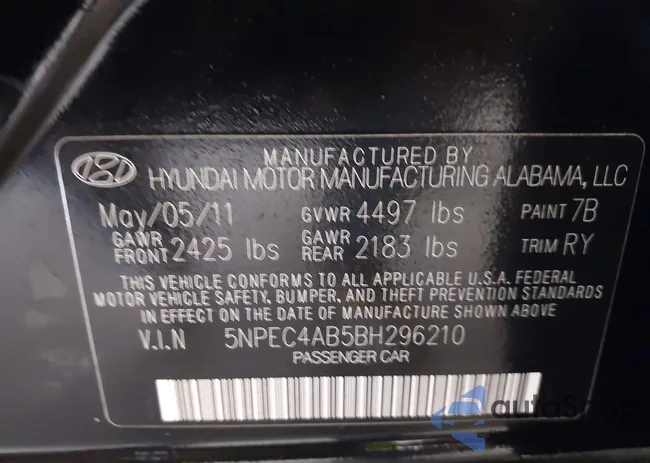 MANUFACTURED BY
HYUNDAI MOTOR MANUFACTURING ALABAMA, LLC
May/05/11 GVWR 4497 lbs PAINT 7B
GAWR FRONT 2425 lbs GAWR REAR 2183 lbs TRIM RY
THIS VEHICLE CONFORMS TO ALL APPLICABLE U.S.A. FEDERAL
MOTOR VEHICLE SAFETY, BUMPER, AND THEFT PREVENTION STANDARDS
IN EFFECT ON THE DATE OF MANUFACTURE SHOWN ABOVE
V.I.N 5NPEC4AB5BH296210
PASSENGER CAR